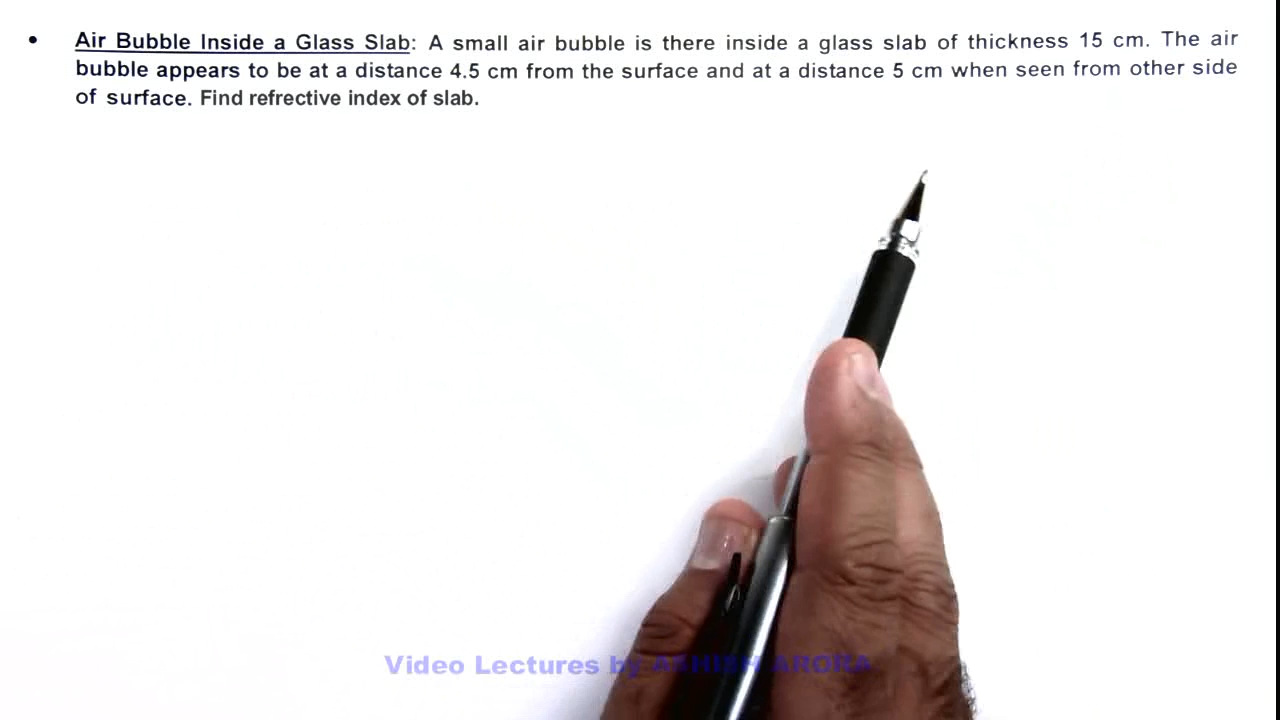 • Air Bubble Inside a Glass Slab: A small air bubble is there inside a glass slab of thickness 15 cm. The air
bubble appears to be at a distance 4.5 cm from the surface and at a distance 5 cm when seen from other side
of surface. Find refrective index of slab.
Video Lectures by ASHISH ARORA